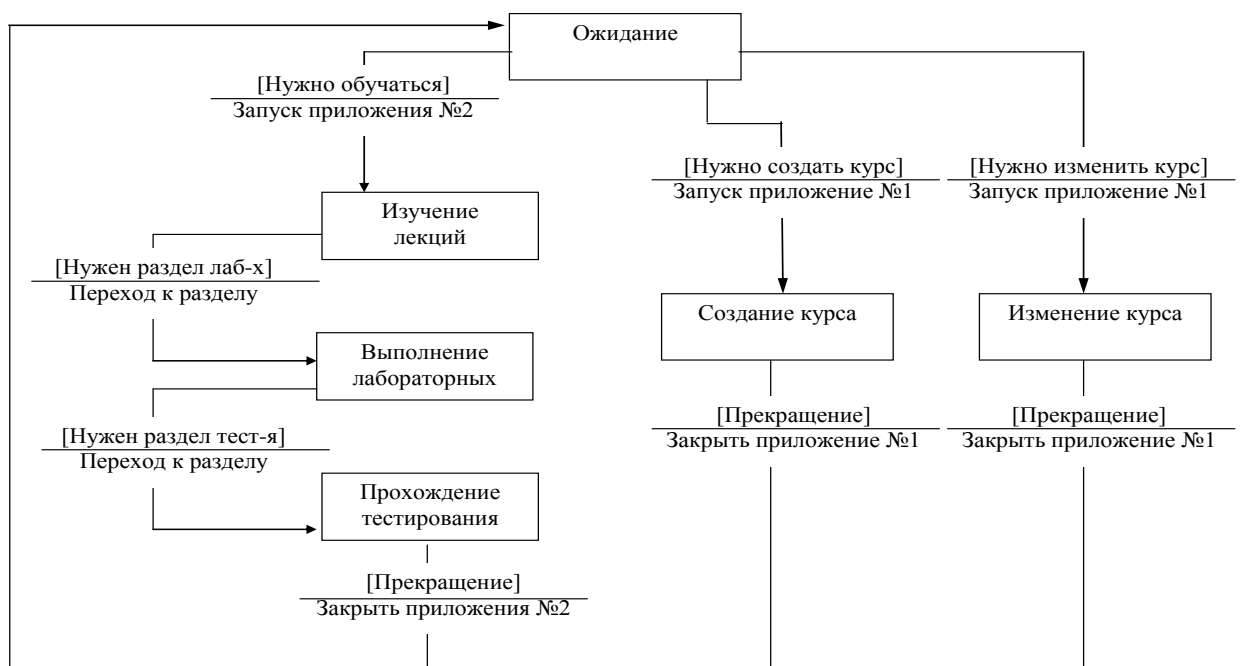 Ожидание
[Нужно обучаться]
Запуск приложения №2
[Нужно создать курс]
Запуск приложение №1
[Нужно изменить курс]
Запуск приложения №1
Изучение
лекций
[Нужен раздел лаб-х]
Переход к разделу
Создание курса
Изменение курса
Выполнение
лабораторных
[Нужен раздел тест-я]
Переход к разделу
[Прекращение]
Закрыть приложение №1
[Прекращение]
Закрыть приложение №1
Прохождение
тестирования
[Прекращение]
Закрыть приложения №2